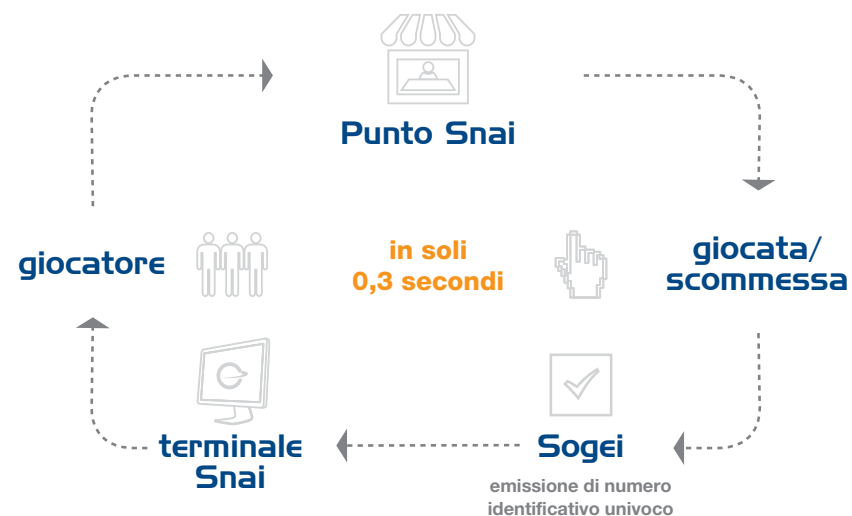 Punto Snai
giocatore
in soli
0,3 secondi
giocata/
scommessa
terminale
Snai
Sogei
emissione di numero
identificativo univoco